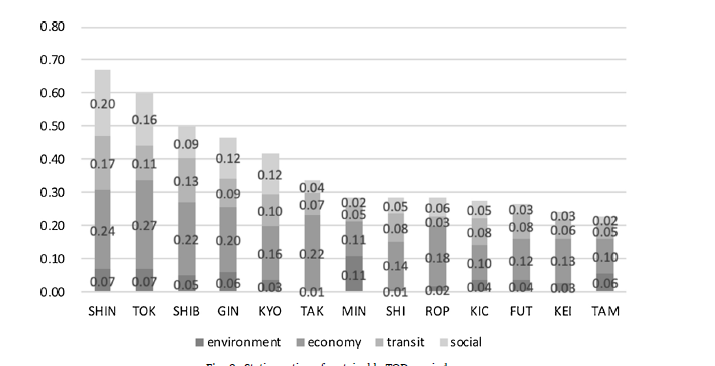 0.80
0.70
0.60
0.50
0.40
0.30
0.20
0.10
0.00
0.20 0.16 0.09 0.12 0.12 0.04 0.02 0.05 0.06 0.05 0.03 0.03 0.02
0.17 0.11 0.13 0.09 0.10 0.07 0.05 0.08 0.03 0.08 0.08 0.06 0.05
0.24 0.27 0.22 0.20 0.16 0.22 0.11 0.14 0.18 0.10 0.12 0.13 0.10
0.07 0.07 0.05 0.06 0.03 0.01 0.11 0.01 0.02 0.04 0.04 0.03 0.06
SHIN TOK SHIB GIN KYO TAK MIN SHI ROP KIC FUT KEI TAM
environment economy transit social